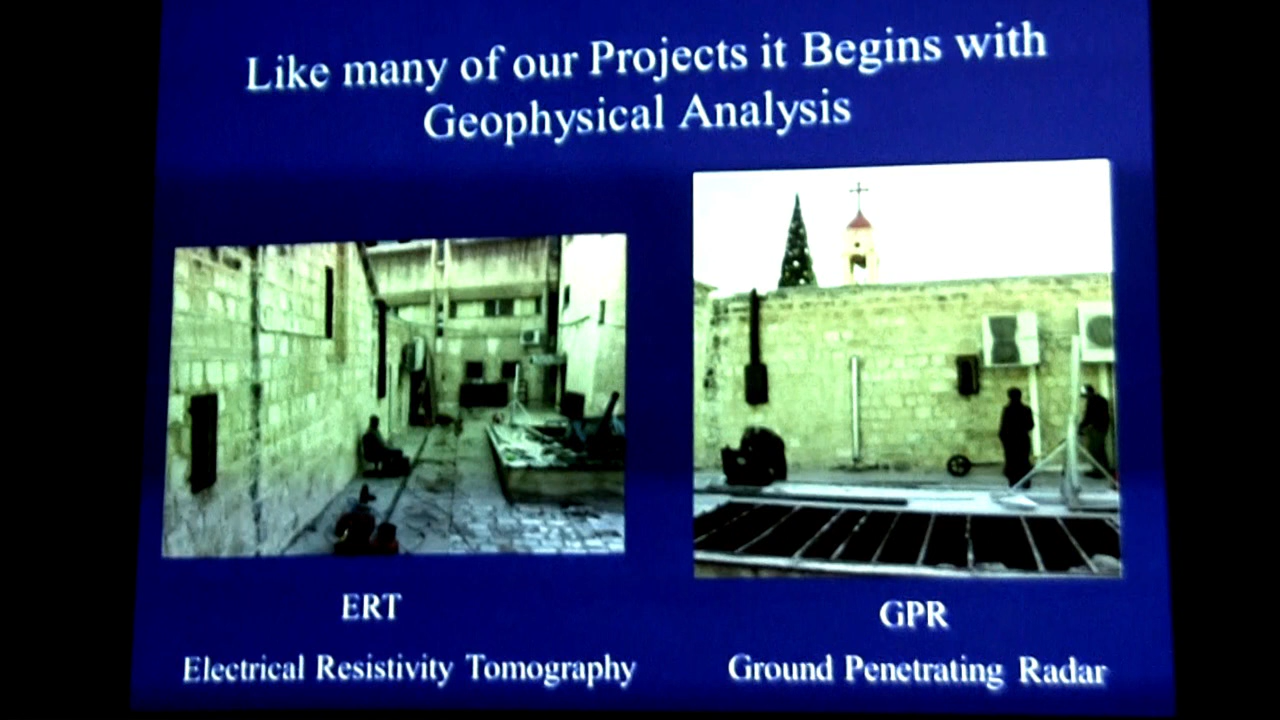 Like many of our Projects it Begins with
Geophysical Analysis
ERT
Electrical Resistivity Tomography
GPR
Ground Penetrating Radar